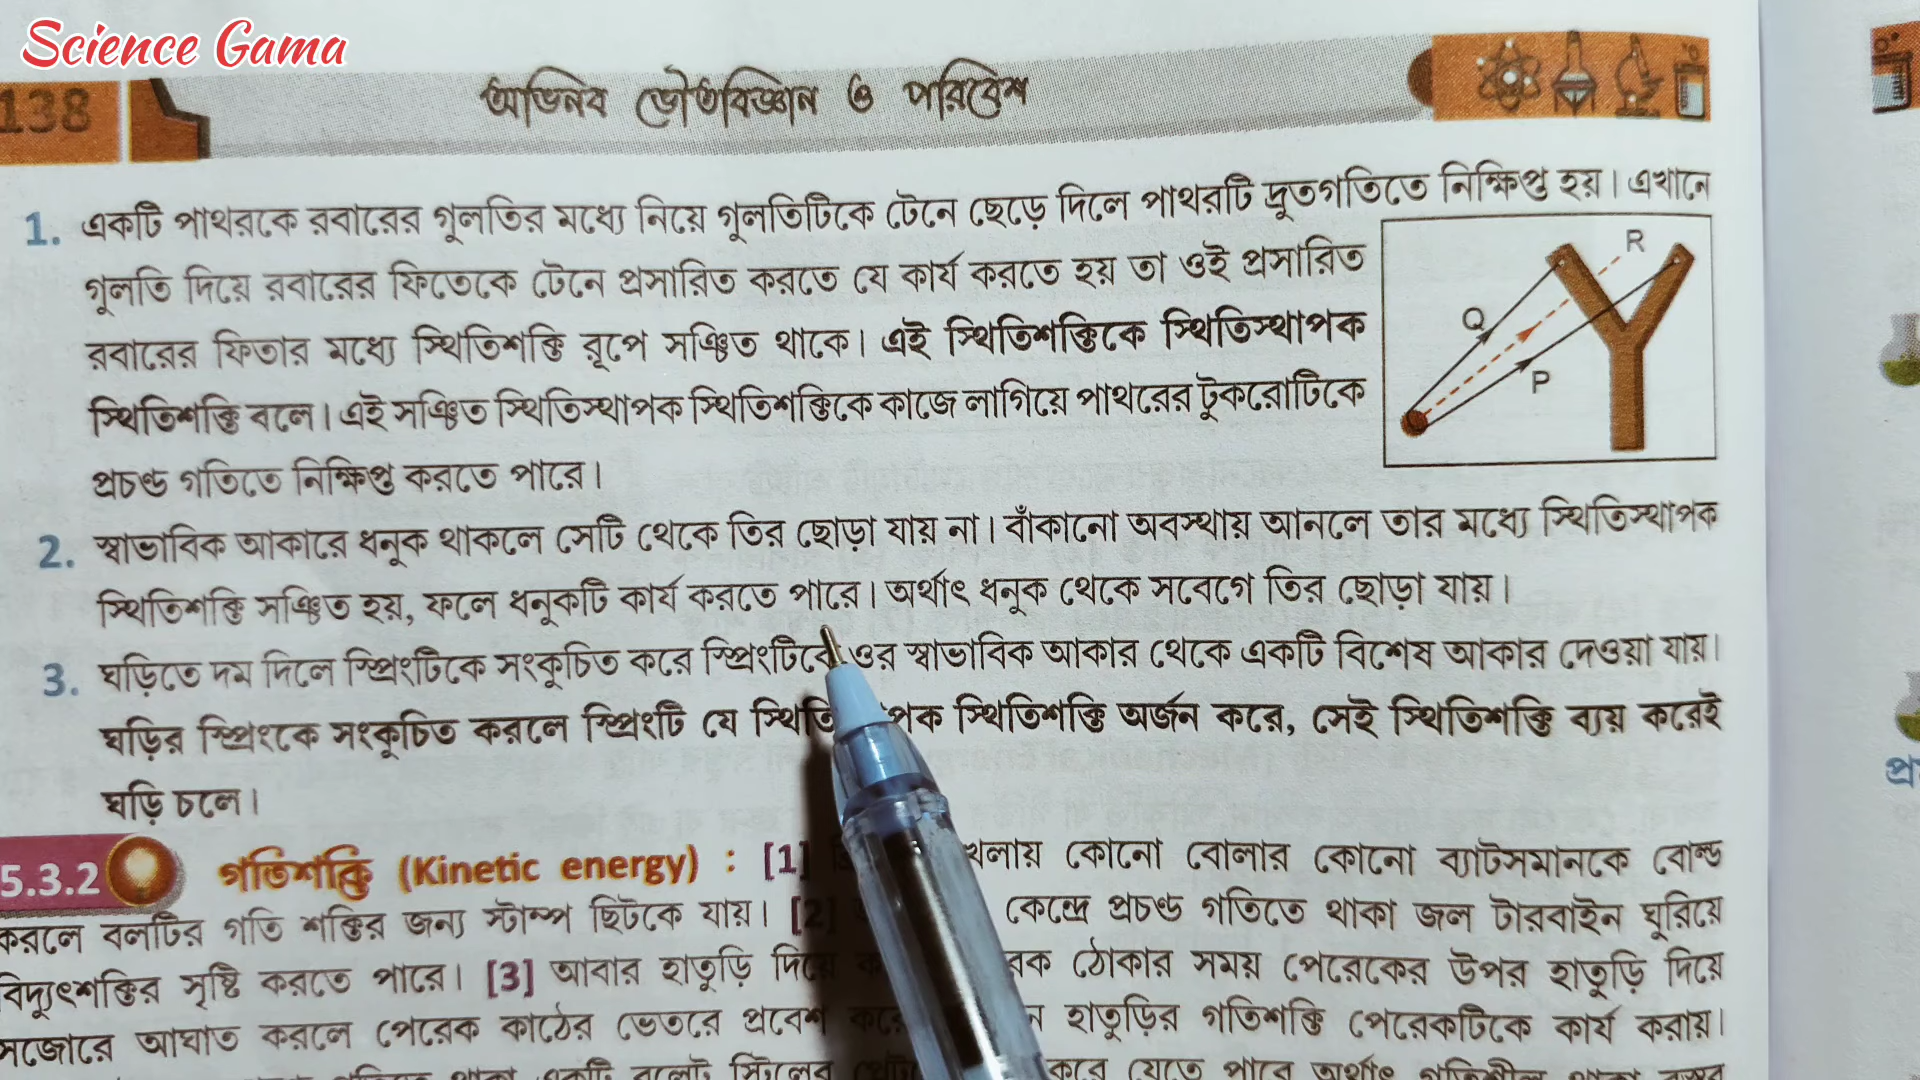 Science Gama
138
অভিনব ভৌতবিজ্ঞান ও পরিবেশ
1. একটি পাথরকে রবারের গুলতির মধ্যে নিয়ে গুলতিটিকে টেনে ছেড়ে দিলে পাথরটি দ্রুতগতিতে নিক্ষিপ্ত হয়। এখানে
গুলতি দিয়ে রবারের ফিতেকে টেনে প্রসারিত করতে যে কার্য করতে হয় তা ওই প্রসারিত
রবারের ফিতার মধ্যে স্থিতিশক্তি রূপে সঞ্চিত থাকে। এই স্থিতিশক্তিকে স্থিতিস্থাপক
স্থিতিশক্তি বলে। এই সঞ্চিত স্থিতিস্থাপক স্থিতিশক্তিকে কাজে লাগিয়ে পাথরের টুকরোটিকে
প্রচণ্ড গতিতে নিক্ষিপ্ত করতে পারে।
R
Q
P
2. স্বাভাবিক আকারে ধনুক থাকলে সেটি থেকে তির ছোড়া যায় না। বাঁকানো অবস্থায় আনলে তার মধ্যে স্থিতিস্থাপক
স্থিতিশক্তি সঞ্চিত হয়, ফলে ধনুকটি কার্য করতে পারে। অর্থাৎ ধনুক থেকে সবেগে তির ছোড়া যায়।
3. ঘড়িতে দম দিলে স্প্রিংটিকে সংকুচিত করে স্প্রিংটিকে ওর স্বাভাবিক আকার থেকে একটি বিশেষ আকার দেওয়া যায়।
ঘড়ির স্প্রিংকে সংকুচিত করলে স্প্রিংটি যে স্থিতিশক্তি অর্জন করে, সেই স্থিতিশক্তি ব্যয় করেই
ঘড়ি চলে।
5.3.2 গতিশক্তি (Kinetic energy) : [1] কোনো বোলার কোনো ব্যাটসমানকে বোল্ড
করলে বলটির গতি শক্তির জন্য স্টাম্প ছিটকে যায়। [2] কেন্দ্রে প্রচণ্ড গতিতে থাকা জল টারবাইন ঘুরিয়ে
বিদ্যুৎশক্তির সৃষ্টি করতে পারে। [3] আবার হাতুড়ি দিয়ে ঠোকার সময় পেরেকের উপর হাতুড়ি দিয়ে
সজোরে আঘাত করলে পেরেক কাঠের ভেতরে প্রবেশ করে হাতুড়ির গতিশক্তি পেরেকটিকে কার্য করায়।